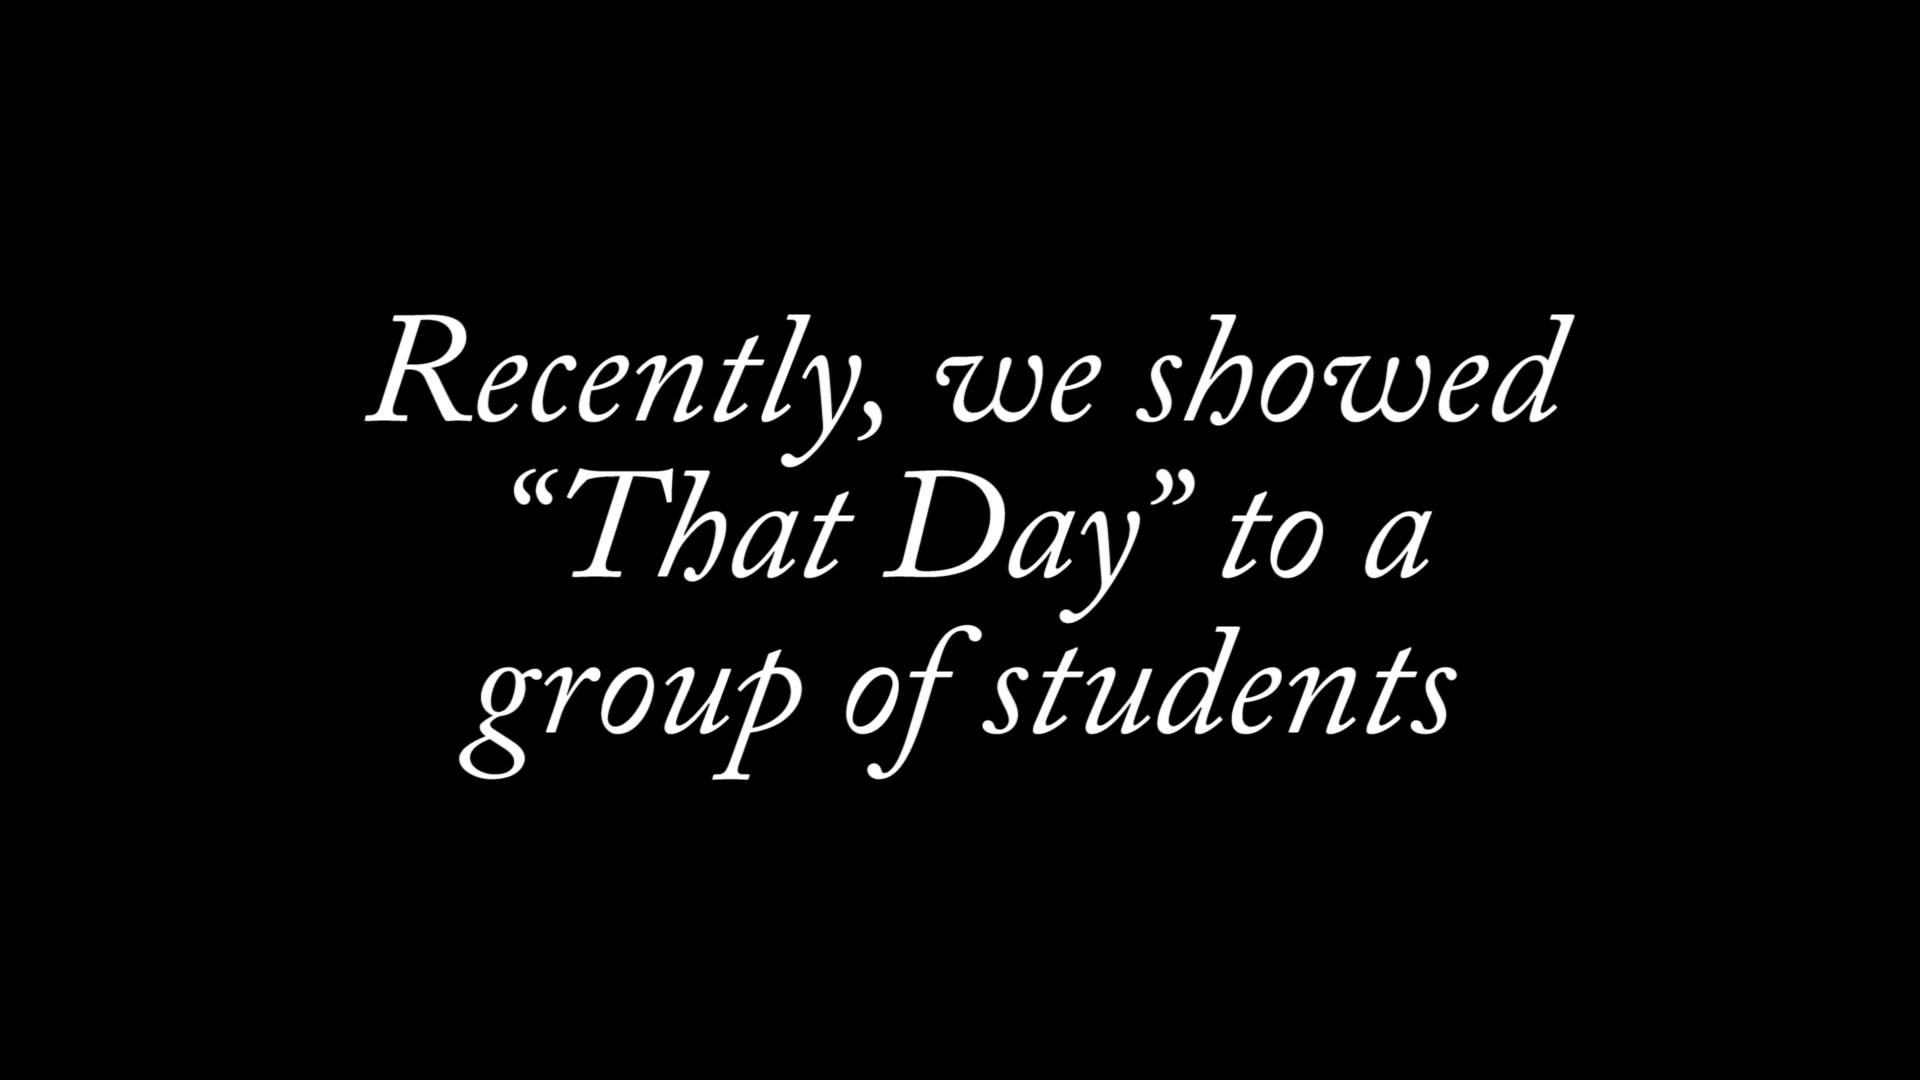 Recently, we showed
“That Day” to a
group of students